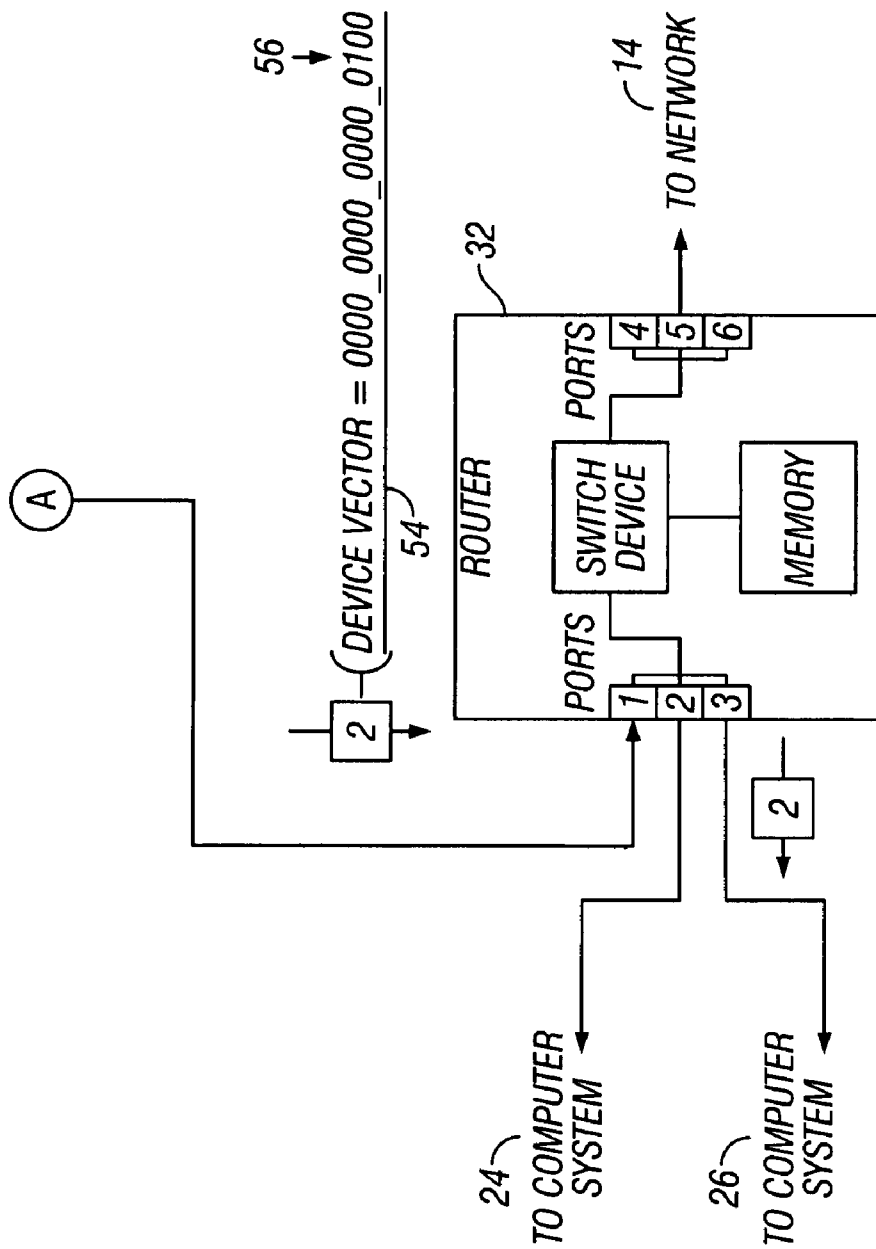 A
56
2
DEVICE VECTOR = 0000_0000_0000_0100
54
32
ROUTER
PORTS
PORTS
1
2
3
SWITCH
DEVICE
4
5
6
MEMORY
14
TO NETWORK
2
24
TO COMPUTER
SYSTEM
26
TO COMPUTER
SYSTEM